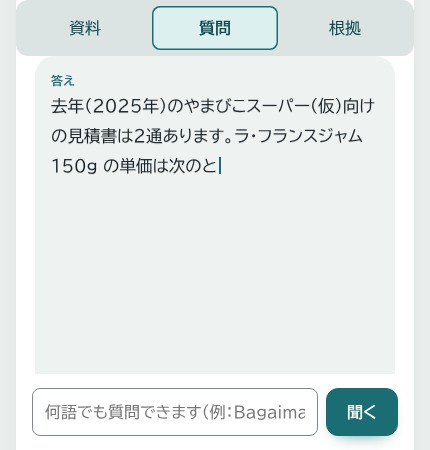 資料
質問
根拠
答え
去年(2025年)のやまびこスーパー(仮)向け
の見積書は2通あります。ラ・フランスジャム
150g の単価は次のと
何語でも質問できます(例:Bagaima
聞く